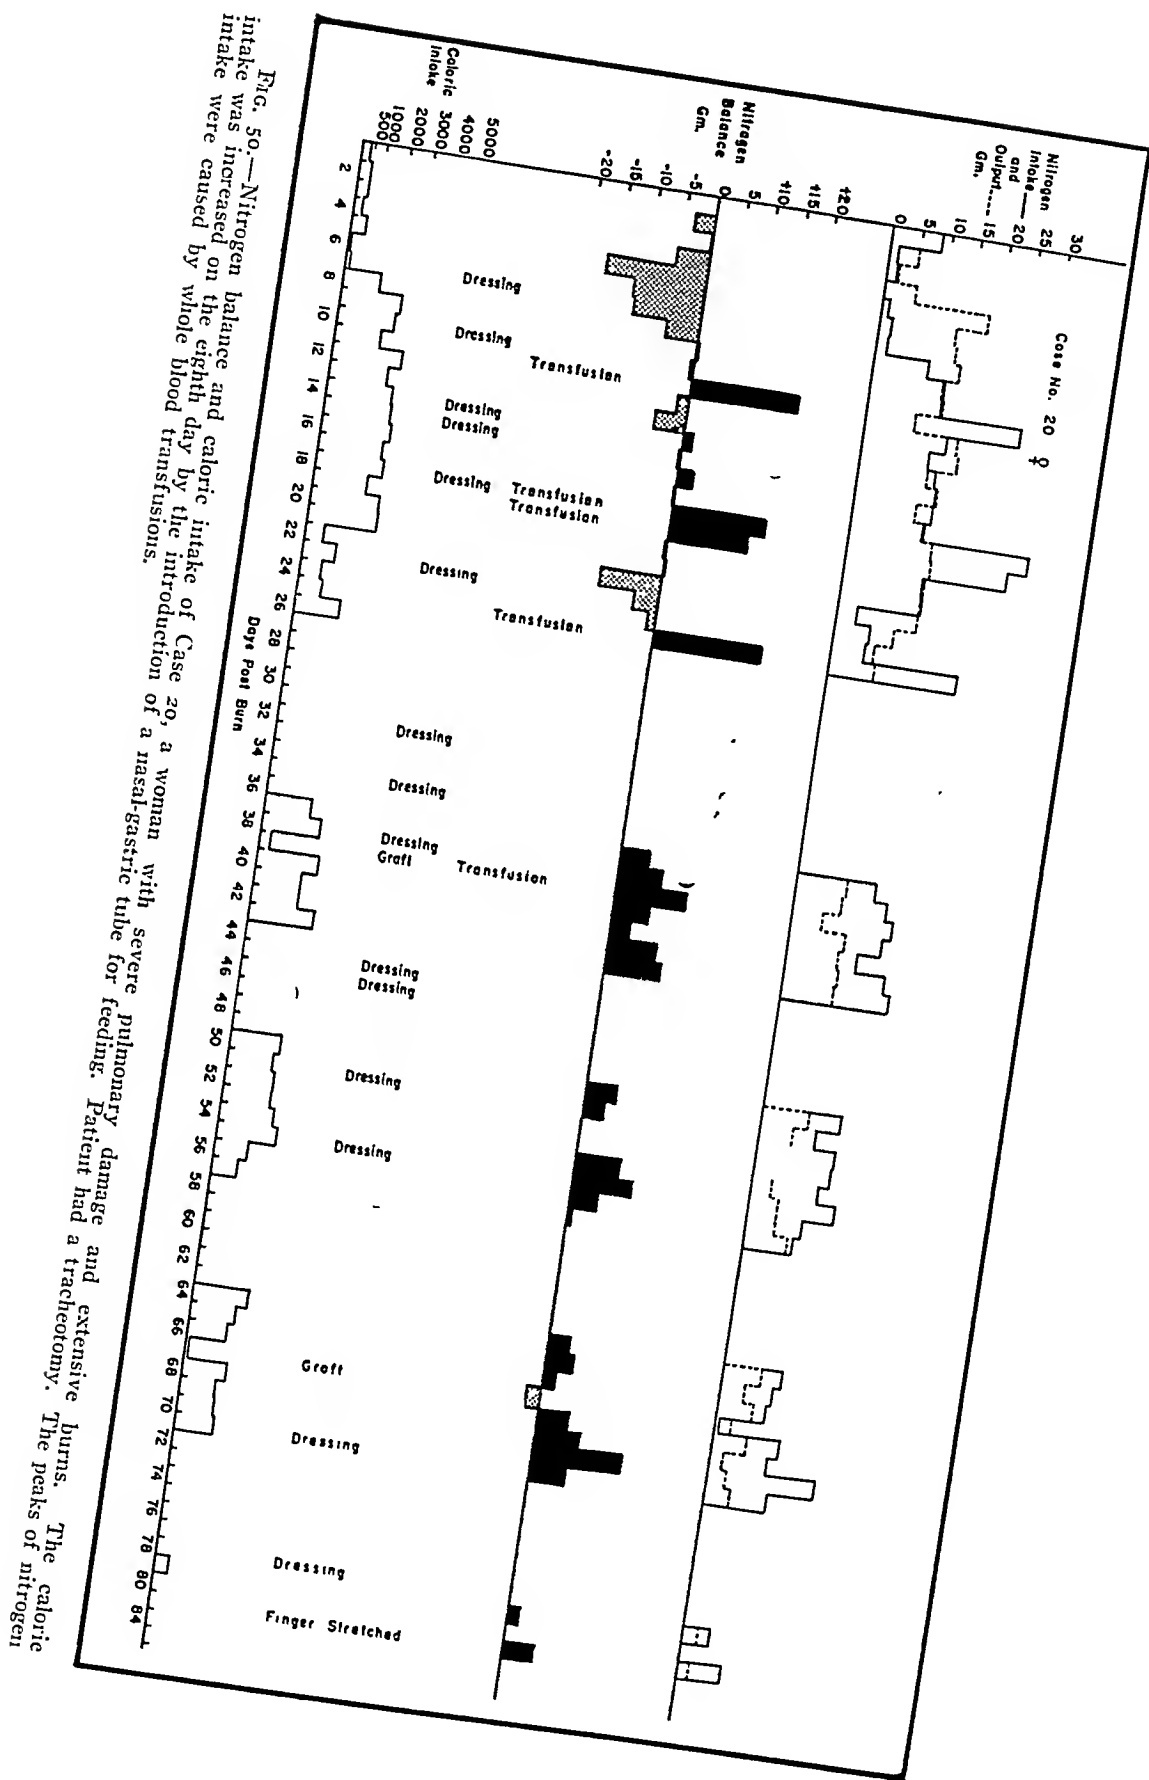 Case No. 20 ♀
Nitrogen
Intake —
and
Output ----
Gm.
0
5
10
15
20
25
30
Nitrogen
Balance
Gm.
-20
-15
-10
-5
0
5
+10
+15
+20
Caloric
Intake
500
1000
2000
3000
4000
5000
Dressing
Dressing
Transfusion
Dressing
Dressing
Dressing
Transfusion
Transfusion
Dressing
Transfusion
Dressing
Dressing
Dressing
Graft
Transfusion
Dressing
Dressing
Dressing
Dressing
Graft
Dressing
Dressing
Finger Stretched
2 4 6 8 10 12 14 16 18 20 22 24 26 28 30 32 34 36 38 40 42 44 46 48 50 52 54 56 58 60 62 64 66 68 70 72 74 76 78 80 84
Days Post Burn
FIG. 50.—Nitrogen balance and caloric intake of Case 20, a woman with severe pulmonary damage and extensive burns. The caloric
intake was increased on the eighth day by the introduction of a nasal-gastric tube for feeding. Patient had a tracheotomy. The peaks of nitrogen
intake were caused by whole blood transfusions.